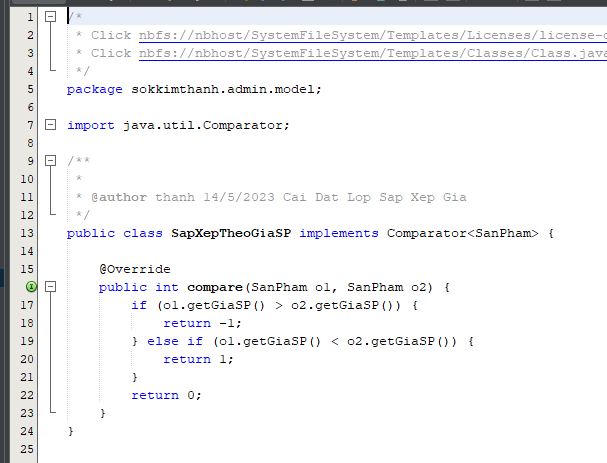 1 /*
2 * Click nbfs://nbhost/SystemFileSystem/Templates/Licenses/license-
3 * Click nbfs://nbhost/SystemFileSystem/Templates/Classes/Class.java
4 */
5 package sokkimthanh.admin.model;
6
7 import java.util.Comparator;
8
9 /**
10 *
11 * @author thanh 14/5/2023 Cai Dat Lop Sap Xep Gia
12 */
13 public class SapXepTheoGiaSP implements Comparator<SanPham> {
14
15 @Override
public int compare(SanPham o1, SanPham o2) {
17 if (o1.getGiaSP() > o2.getGiaSP()) {
18 return -1;
19 } else if (o1.getGiaSP() < o2.getGiaSP()) {
20 return 1;
21 }
22 return 0;
23 }
24 }
25